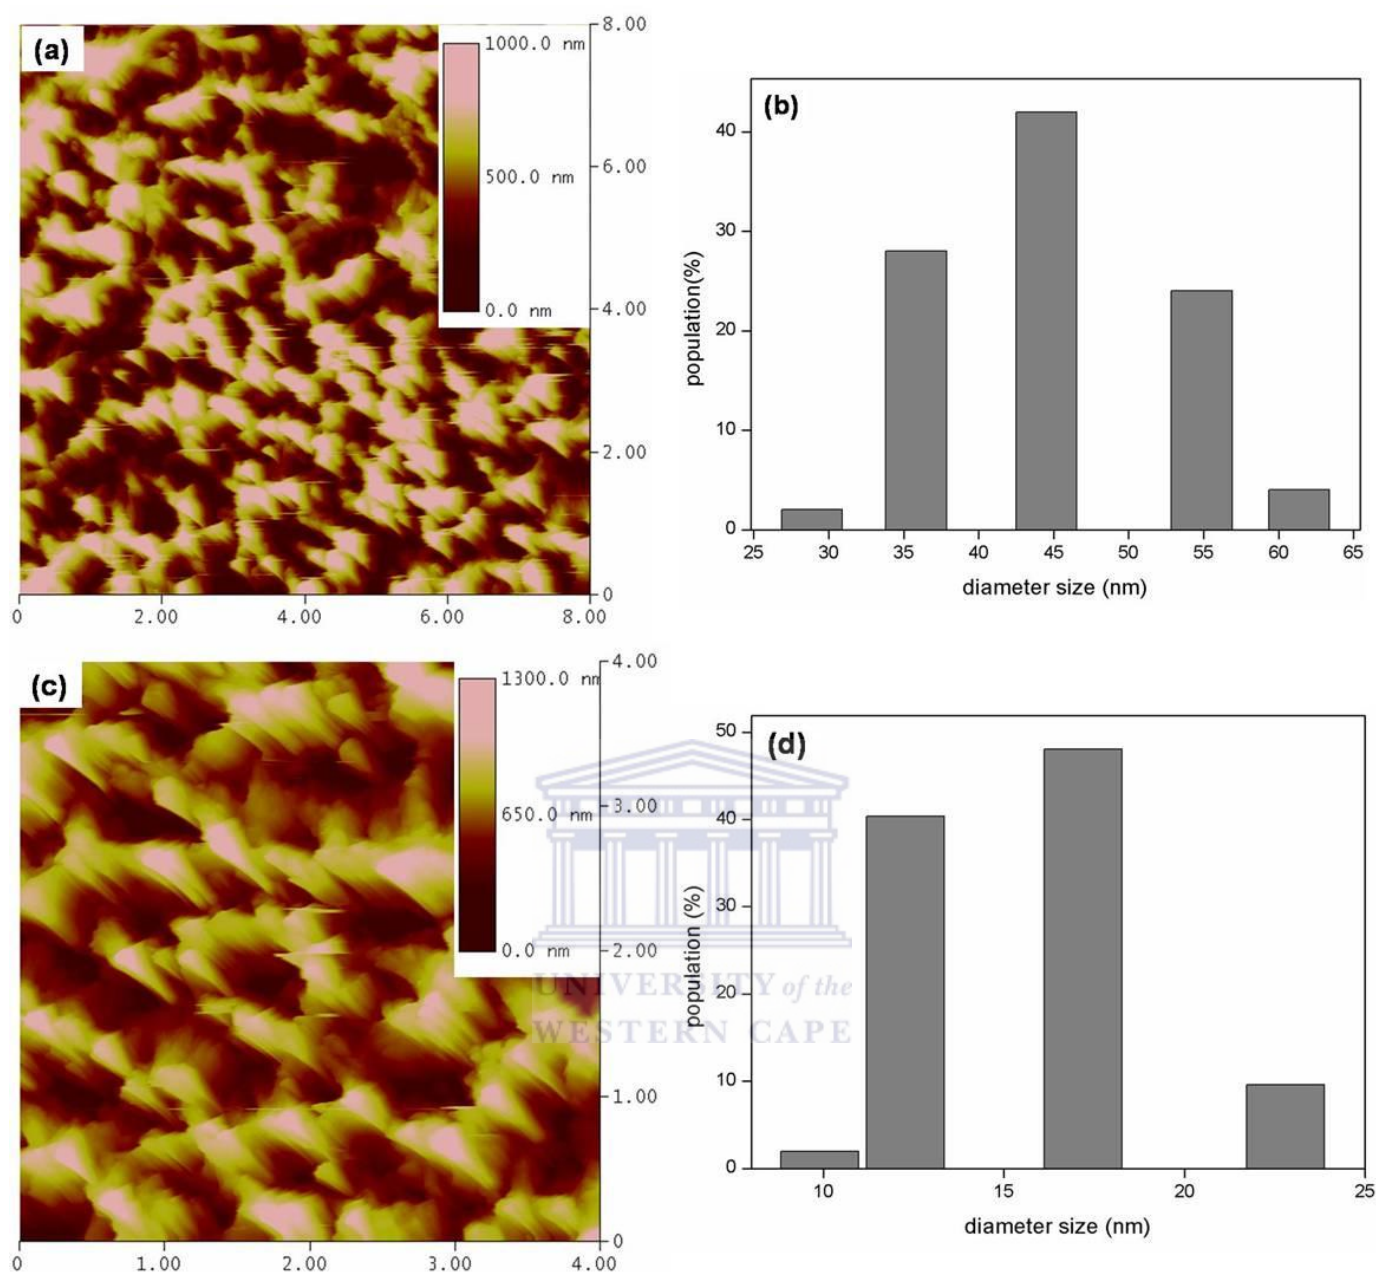 (a)
1000.0 nm
500.0 nm
0.0 nm
8.00
6.00
4.00
2.00
0
0 2.00 4.00 6.00 8.00
(b)
population(%)
40
30
20
10
0
25 30 35 40 45 50 55 60 65
diameter size (nm)
(c)
1300.0 nm
650.0 nm
0.0 nm
4.00
3.00
2.00
1.00
0
0 1.00 2.00 3.00 4.00
UNIVERSITY of the
WESTERN CAPE
(d)
population (%)
50
40
30
20
10
0
10 15 20 25
diameter size (nm)